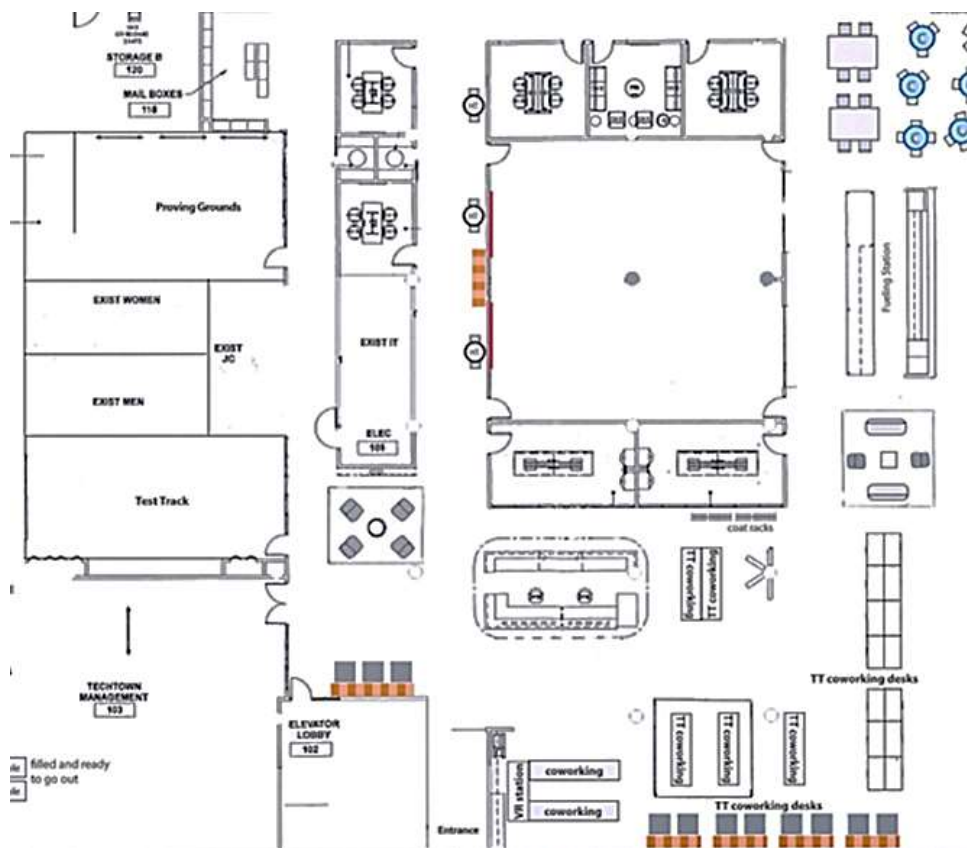 STORAGE B
120
MAIL BOXES
118
Proving Grounds
EXIST WOMEN
EXIST
JC
EXIST MEN
EXIST IT
ELEC
105
Test Track
Fueling Station
coat racks
TT coworking
TT coworking
TT coworking desks
TECHTOWN
MANAGEMENT
103
ELEVATOR
LOBBY
102
filled and ready
to go out
Entrance
VR station
coworking
coworking
TT coworking
TT coworking
TT coworking
TT coworking desks